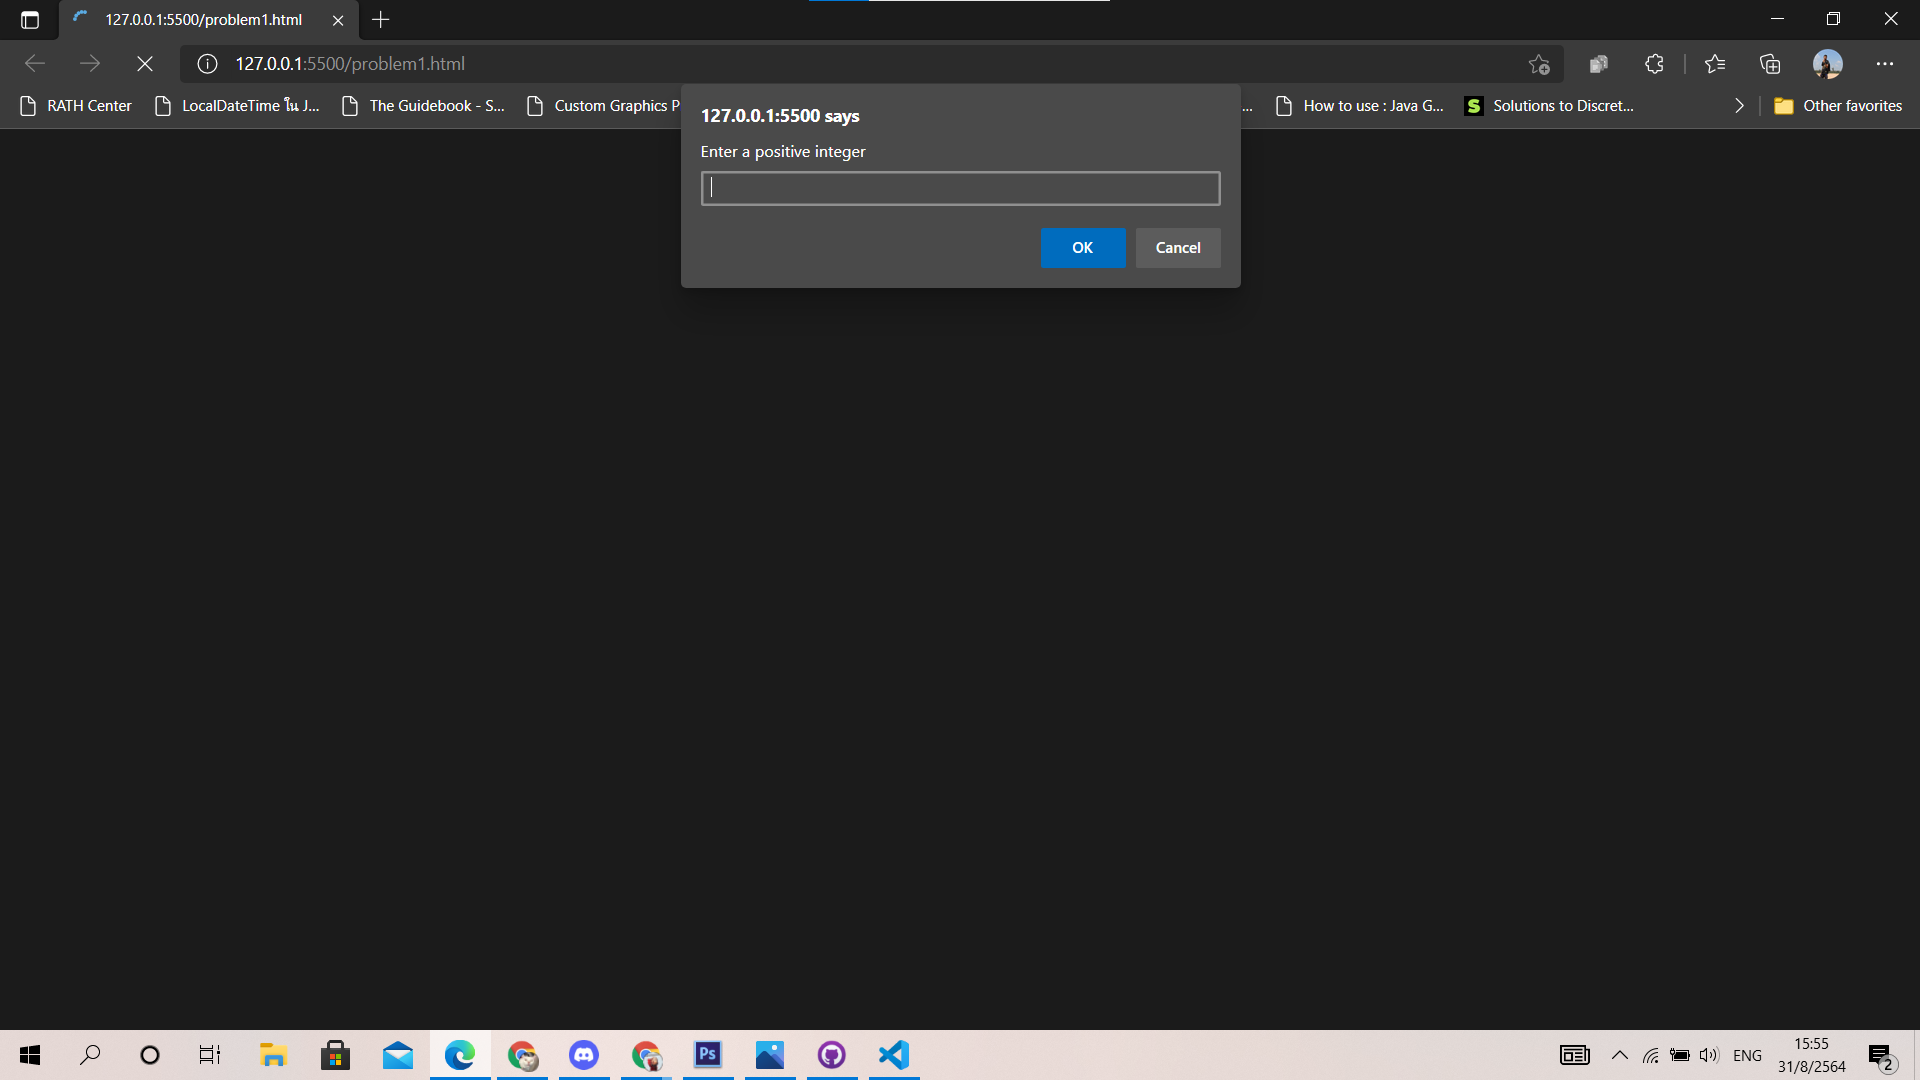 127.0.0.1:5500/problem1.html
127.0.0.1:5500/problem1.html
RATH Center
LocalDateTime ใน J...
The Guidebook - S...
Custom Graphics P
...
How to use : Java G...
S
Solutions to Discret...
Other favorites
127.0.0.1:5500 says
Enter a positive integer
OK
Cancel
Ps
ENG
15:55
31/8/2564
2